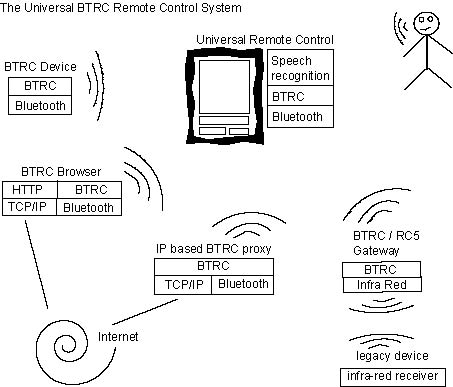 The Universal BTRC Remote Control System
Universal Remote Control
Speech
recognition
BTRC
Bluetooth
BTRC Device
BTRC
Bluetooth
BTRC Browser
HTTP BTRC
TCP/IP Bluetooth
IP based BTRC proxy
BTRC
TCP/IP Bluetooth
BTRC / RC5
Gateway
BTRC
Infra Red
Internet
legacy device
infra-red receiver